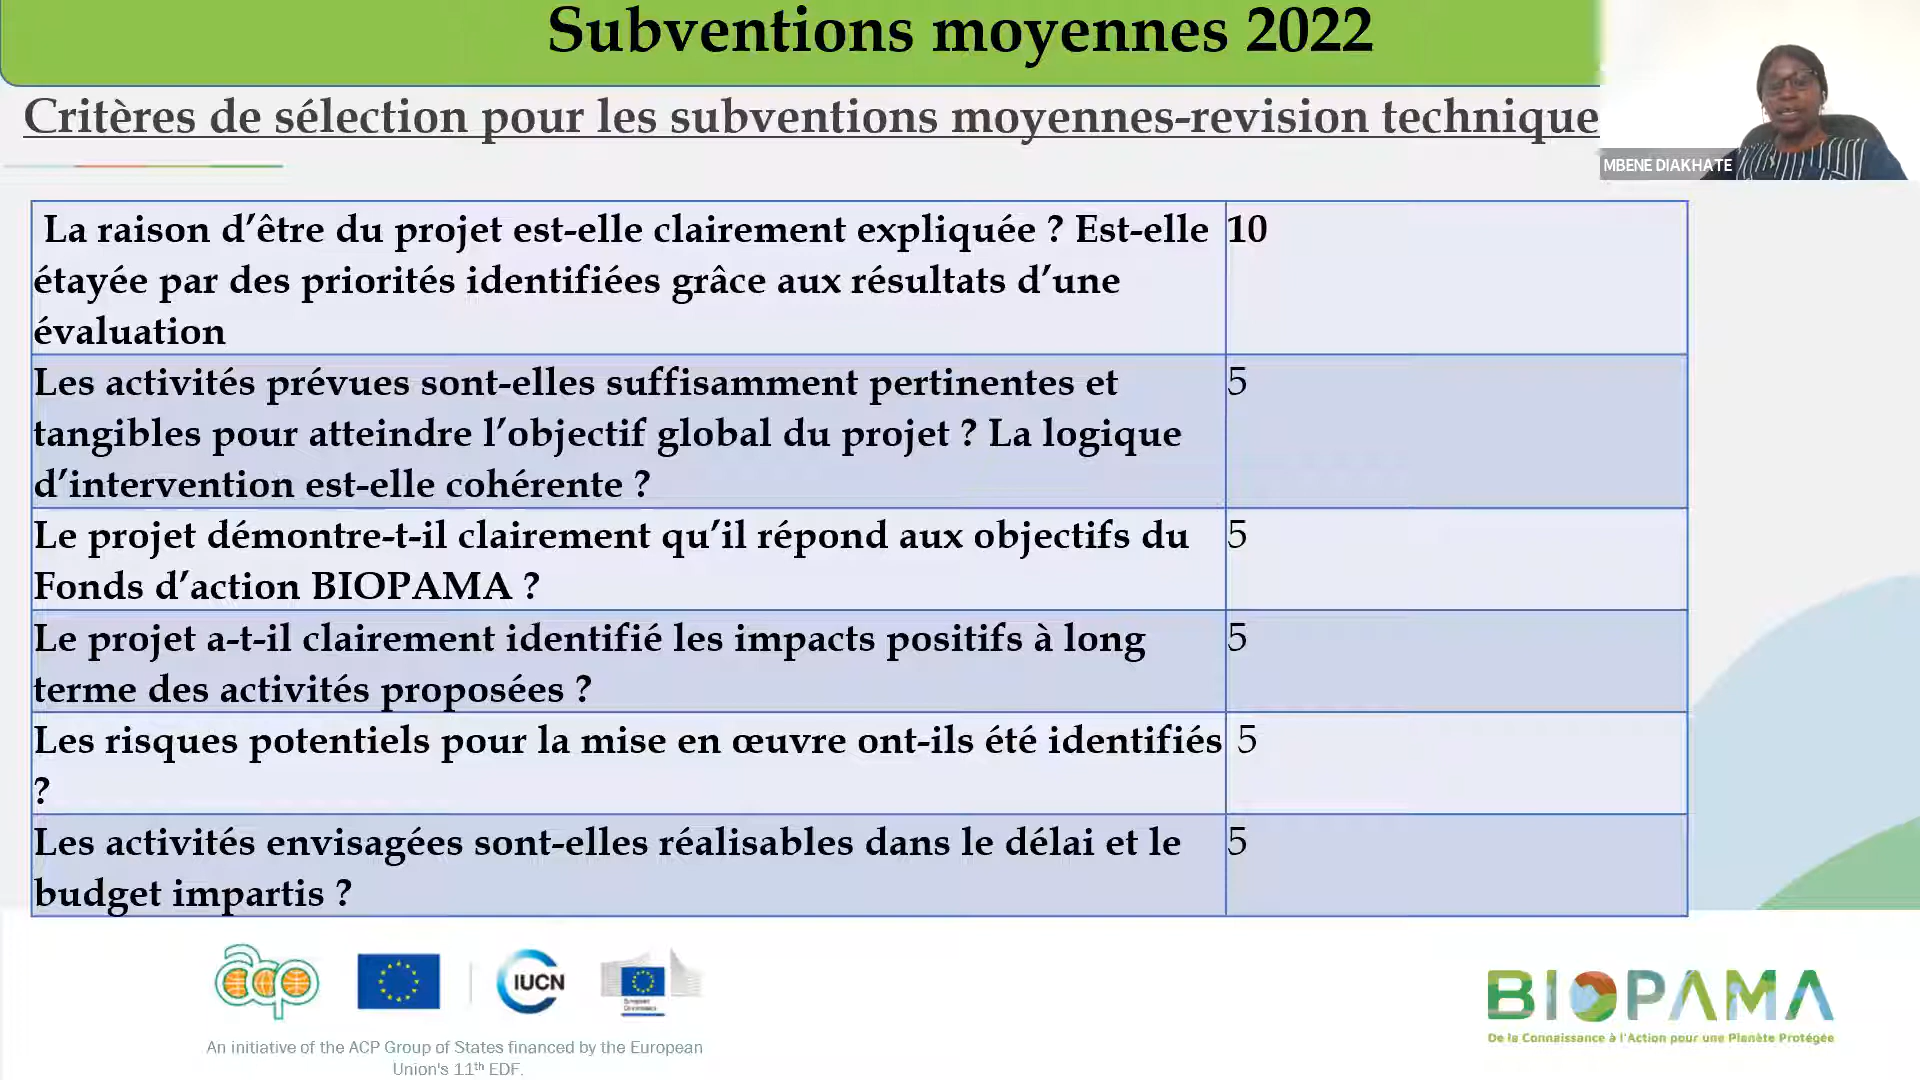 Subventions moyennes 2022
Critères de sélection pour les subventions moyennes-revision technique
MBENE DIAKHATE
La raison d’être du projet est-elle clairement expliquée ? Est-elle 10
étayée par des priorités identifiées grâce aux résultats d’une
évaluation
Les activités prévues sont-elles suffisamment pertinentes et 5
tangibles pour atteindre l’objectif global du projet ? La logique
d’intervention est-elle cohérente ?
Le projet démontre-t-il clairement qu’il répond aux objectifs du 5
Fonds d’action BIOPAMA ?
Le projet a-t-il clairement identifié les impacts positifs à long 5
terme des activités proposées ?
Les risques potentiels pour la mise en œuvre ont-ils été identifiés 5
?
Les activités envisagées sont-elles réalisables dans le délai et le 5
budget impartis ?
acp
IUCN
European
Commission
BIOPAMA
De la Connaissance à l'Action pour une Planète Protégée
An initiative of the ACP Group of States financed by the European
Union's 11th EDF.